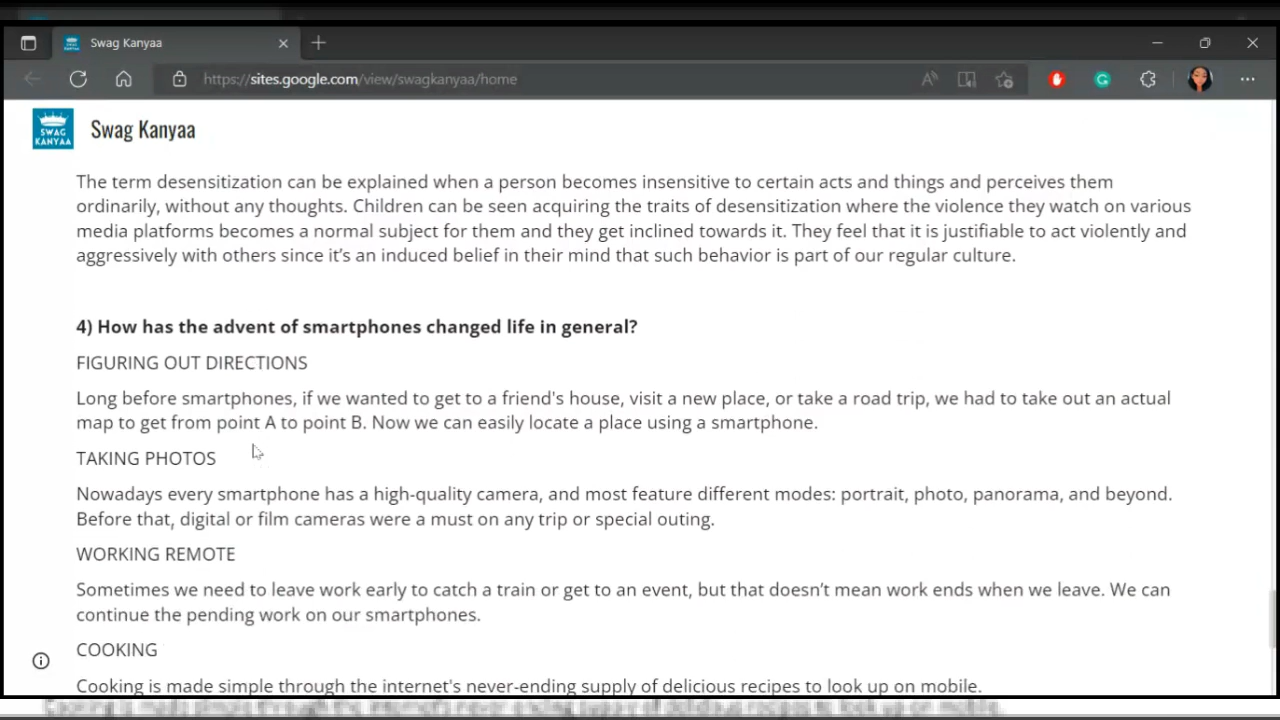 Swag Kanyaa
https://sites.google.com/view/swagkanyaa/home
SWAG
KANYAA
Swag Kanyaa
The term desensitization can be explained when a person becomes insensitive to certain acts and things and perceives them
ordinarily, without any thoughts. Children can be seen acquiring the traits of desensitization where the violence they watch on various
media platforms becomes a normal subject for them and they get inclined towards it. They feel that it is justifiable to act violently and
aggressively with others since it’s an induced belief in their mind that such behavior is part of our regular culture.
4) How has the advent of smartphones changed life in general?
FIGURING OUT DIRECTIONS
Long before smartphones, if we wanted to get to a friend's house, visit a new place, or take a road trip, we had to take out an actual
map to get from point A to point B. Now we can easily locate a place using a smartphone.
TAKING PHOTOS
Nowadays every smartphone has a high-quality camera, and most feature different modes: portrait, photo, panorama, and beyond.
Before that, digital or film cameras were a must on any trip or special outing.
WORKING REMOTE
Sometimes we need to leave work early to catch a train or get to an event, but that doesn’t mean work ends when we leave. We can
continue the pending work on our smartphones.
COOKING
Cooking is made simple through the internet's never-ending supply of delicious recipes to look up on mobile.